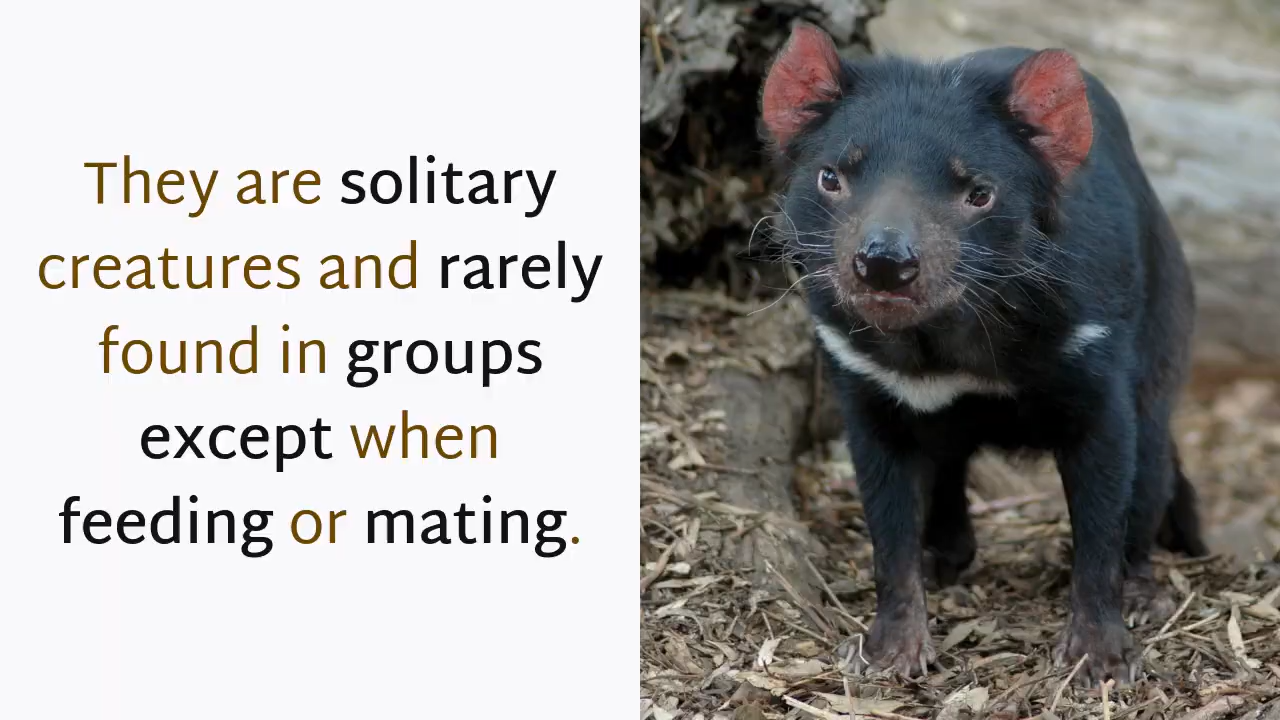 They are solitary
creatures and rarely
found in groups
except when
feeding or mating.